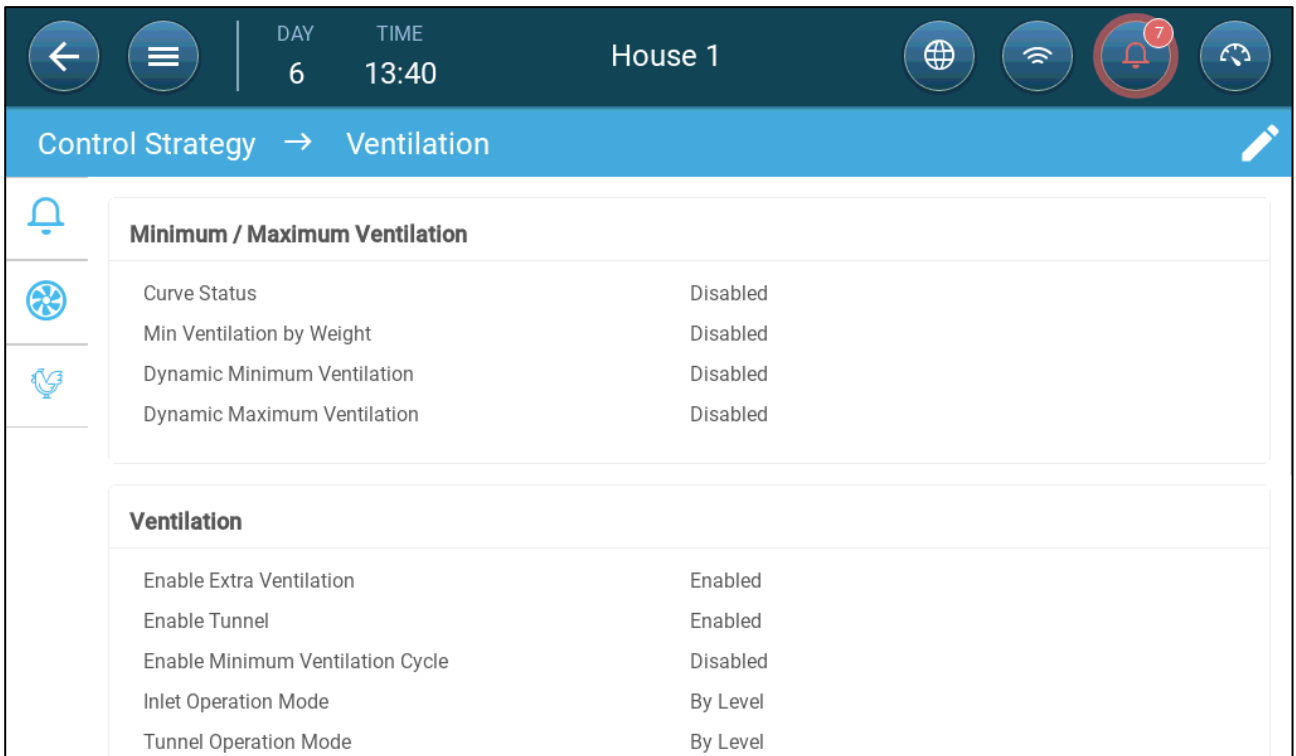 DAY TIME
6 13:40 House 1 7
Control Strategy → Ventilation
Minimum / Maximum Ventilation
Curve Status Disabled
Min Ventilation by Weight Disabled
Dynamic Minimum Ventilation Disabled
Dynamic Maximum Ventilation Disabled
Ventilation
Enable Extra Ventilation Enabled
Enable Tunnel Enabled
Enable Minimum Ventilation Cycle Disabled
Inlet Operation Mode By Level
Tunnel Operation Mode By Level